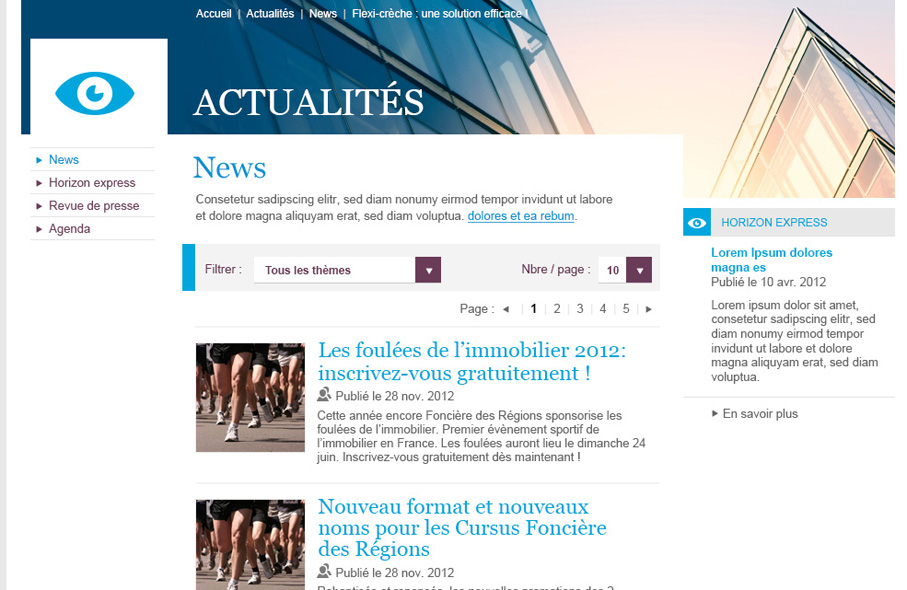 Accueil | Actualités | News | Flexi-crèche : une solution efficace !
ACTUALITÉS
News
Horizon express
Revue de presse
Agenda
News
Consetetur sadipscing elitr, sed diam nonumy eirmod tempor invidunt ut labore
et dolore magna aliquyam erat, sed diam voluptua. dolores et ea rebum.
Filtrer : Tous les thèmes Nbre / page : 10
Page : 1 | 2 | 3 | 4 | 5
Les foulées de l'immobilier 2012:
inscrivez-vous gratuitement !
Publié le 28 nov. 2012
Cette année encore Foncière des Régions sponsorise les
foulées de l'immobilier. Premier évènement sportif de
l'immobilier en France. Les foulées auront lieu le dimanche 24
juin. Inscrivez-vous gratuitement dès maintenant !
Nouveau format et nouveaux
noms pour les Cursus Foncière
des Régions
Publié le 28 nov. 2012
HORIZON EXPRESS
Lorem Ipsum dolores
magna es
Publié le 10 avr. 2012
Lorem ipsum dolor sit amet,
consetetur sadipscing elitr, sed
diam nonumy eirmod tempor
invidunt ut labore et dolore
magna aliquyam erat, sed diam
voluptua.
En savoir plus